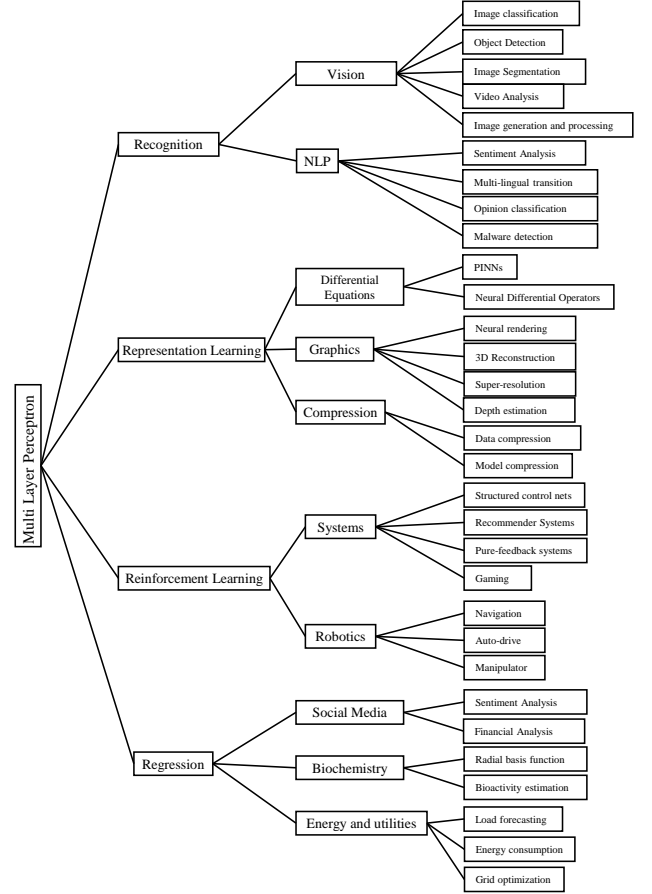 Multi Layer Perceptron
Recognition
Vision
Image classification
Object Detection
Image Segmentation
Video Analysis
Image generation and processing
NLP
Sentiment Analysis
Multi-lingual transition
Opinion classification
Malware detection
Representation Learning
Differential
Equations
PINNs
Neural Differential Operators
Graphics
Neural rendering
3D Reconstruction
Super-resolution
Depth estimation
Compression
Data compression
Model compression
Reinforcement Learning
Systems
Structured control nets
Recommender Systems
Pure-feedback systems
Gaming
Robotics
Navigation
Auto-drive
Manipulator
Regression
Social Media
Sentiment Analysis
Financial Analysis
Biochemistry
Radial basis function
Bioactivity estimation
Energy and utilities
Load forecasting
Energy consumption
Grid optimization